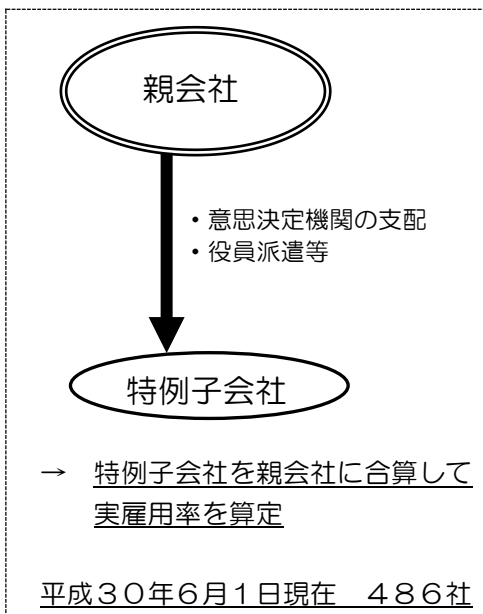 親会社
・意思決定機関の支配
・役員派遣等
特例子会社
→　特例子会社を親会社に合算して
実雇用率を算定
平成３０年６月１日現在　４８６社